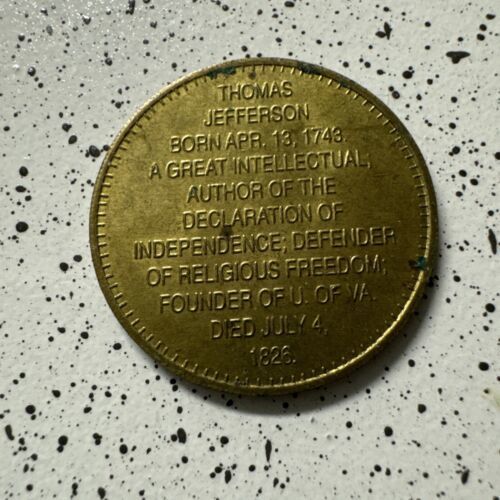 THOMAS
JEFFERSON
BORN APR. 13, 1743.
A GREAT INTELLECTUAL;
AUTHOR OF THE
DECLARATION OF
INDEPENDENCE; DEFENDER
OF RELIGIOUS FREEDOM;
FOUNDER OF U. OF VA.
DIED JULY 4,
1826.